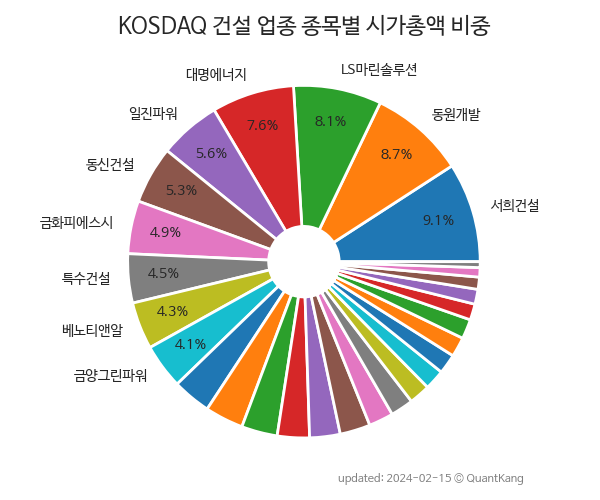 KOSDAQ 건설 업종 종목별 시가총액 비중
서희건설
9.1%
동원개발
8.7%
LS마린솔루션
8.1%
대명에너지
7.6%
일진파워
5.6%
동신건설
5.3%
금화피에스시
4.9%
특수건설
4.5%
베노티앤알
4.3%
금양그린파워
4.1%
updated: 2024-02-15 © QuantKang